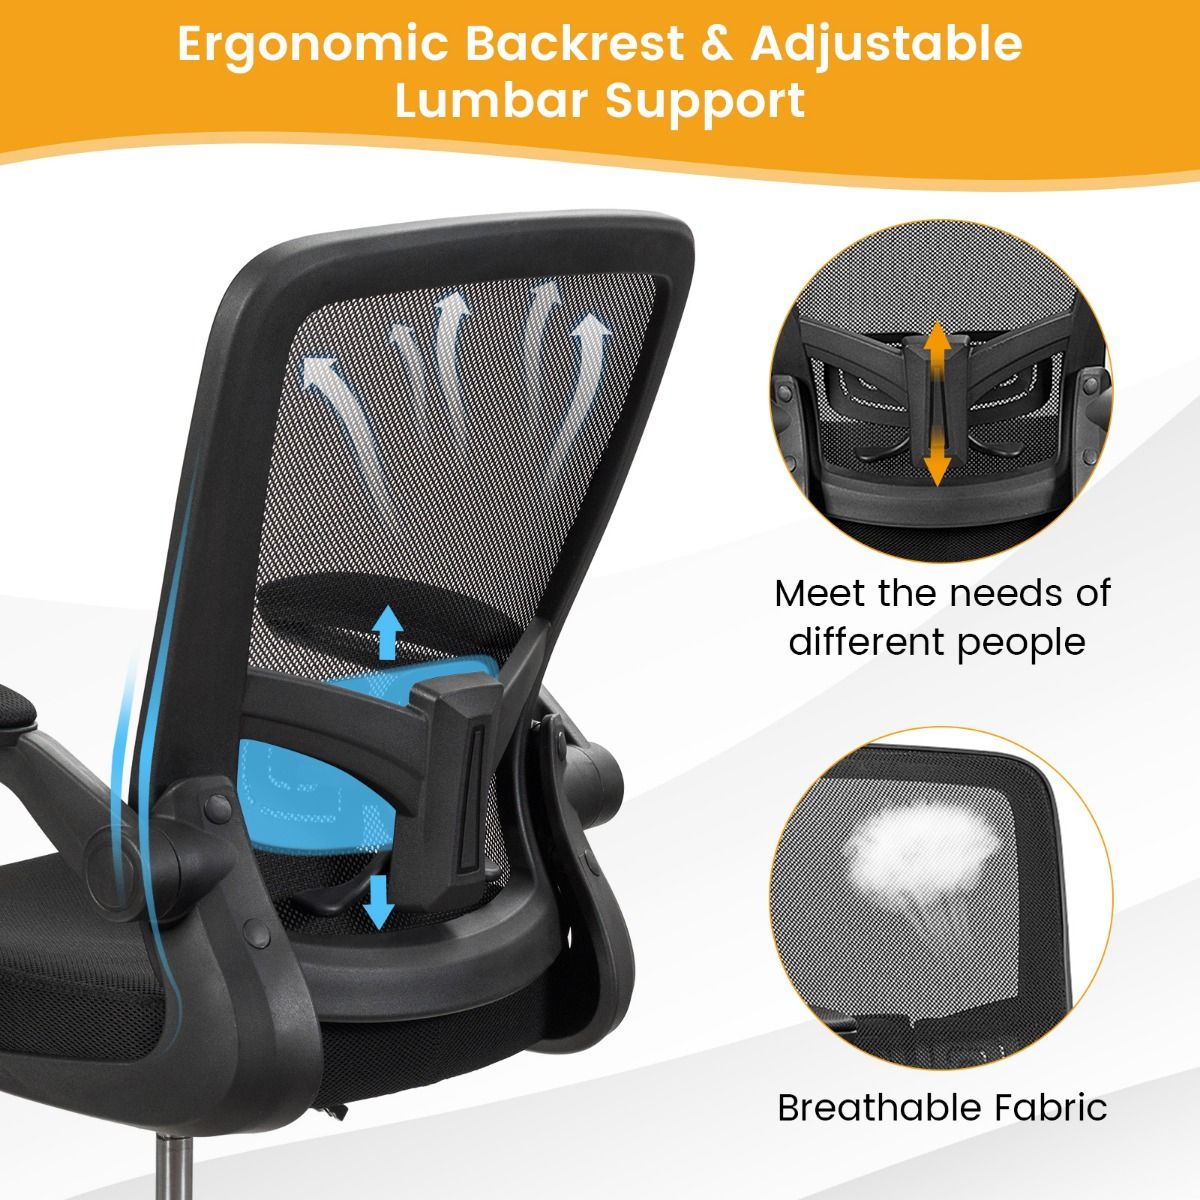 Ergonomic Backrest & Adjustable
Lumbar Support
Meet the needs of
different people
Breathable Fabric